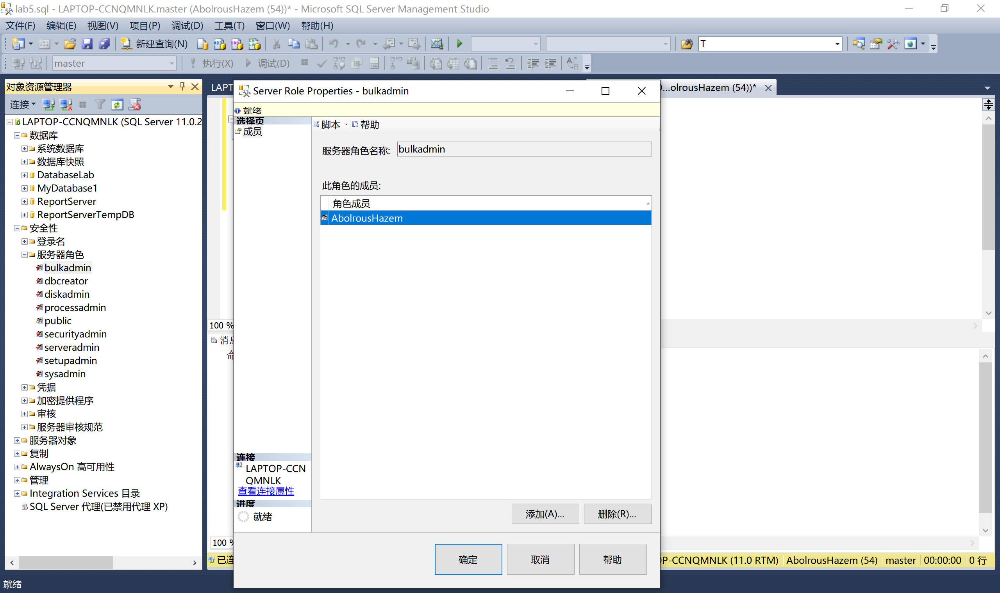 lab5.sql - LAPTOP-CCNQMNLK.master (AbolrousHazem (54))* - Microsoft SQL Server Management Studio
文件(F) 编辑(E) 视图(V) 项目(P) 调试(D) 工具(T) 窗口(W) 帮助(H)
新建查询(N) T
master 执行(X) 调试(D)
对象资源管理器
连接
LAPTOP-CCNQMNLK (SQL Server 11.0.2
数据库
系统数据库
数据库快照
DatabaseLab
MyDatabase1
ReportServer
ReportServerTempDB
安全性
登录名
服务器角色
bulkadmin
dbcreator
diskadmin
processadmin
public
securityadmin
serveradmin
setupadmin
sysadmin
凭据
加密提供程序
审核
服务器审核规范
服务器对象
复制
AlwaysOn 高可用性
管理
Integration Services 目录
SQL Server 代理(已禁用代理 XP)
LAPT
...olrousHazem (54))*
100 %
消息
命
100 %
已连
Server Role Properties - bulkadmin
就绪
选择页
成员
脚本 帮助
服务器角色名称: bulkadmin
此角色的成员:
角色成员
AbolrousHazem
连接
LAPTOP-CCN
QMNLK
查看连接属性
进度
就绪
添加(A)... 删除(R)...
确定 取消 帮助
OP-CCNQMNLK (11.0 RTM) AbolrousHazem (54) master 00:00:00 0 行
就绪